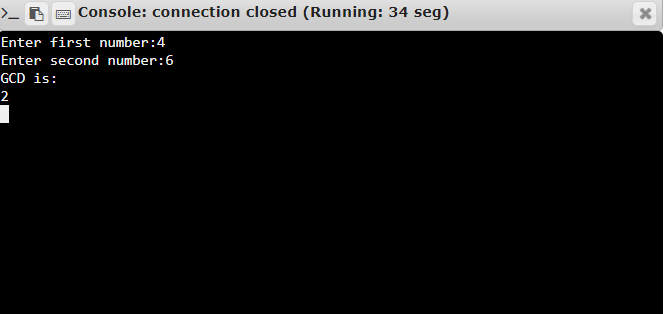 >_ Console: connection closed (Running: 34 seg)
Enter first number:4
Enter second number:6
GCD is:
2